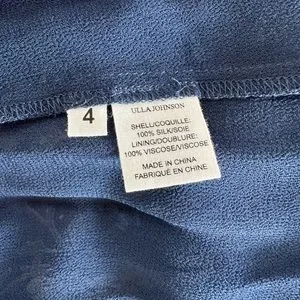 4
ULLA JOHNSON
SHELL/COQUILLE:
100% SILK/SOIE
LINING/DOUBLURE:
100% VISCOSE/VISCOSE
MADE IN CHINA
FABRIQUÉ EN CHINE